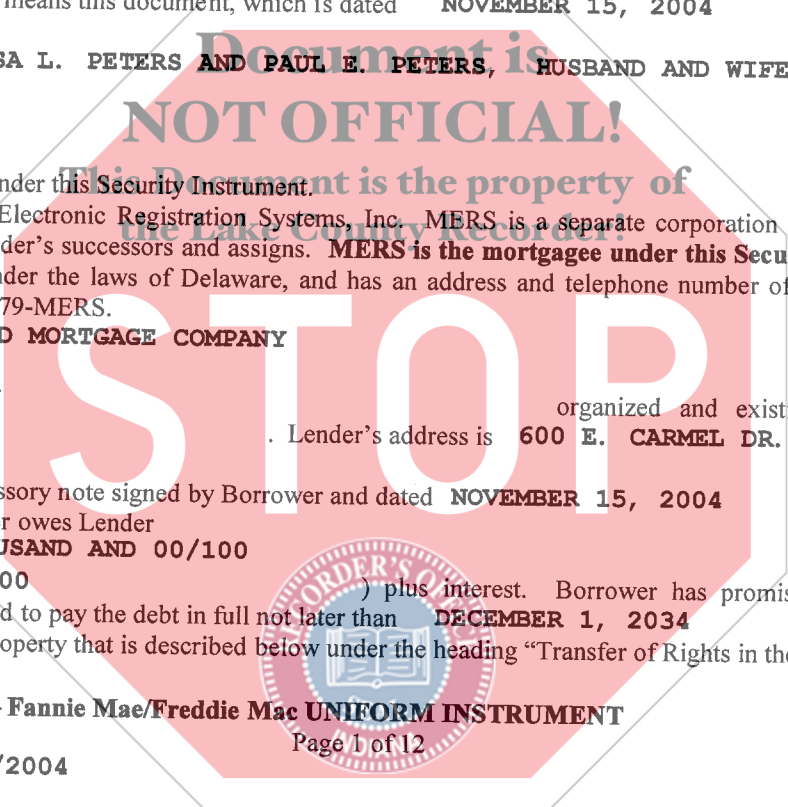 means this document, which is dated NOVEMBER 15, 2004
SA L. PETERS AND PAUL E. PETERS, HUSBAND AND WIFE
Document is
NOT OFFICIAL!
This Document is the property of
the Lake County Recorder!
nder this Security Instrument.
Electronic Registration Systems, Inc. MERS is a separate corporation
der's successors and assigns. MERS is the mortgagee under this Secu
nder the laws of Delaware, and has an address and telephone number of
79-MERS.
D MORTGAGE COMPANY
STOP
organized and exist
. Lender's address is 600 E. CARMEL DR.
ssory note signed by Borrower and dated NOVEMBER 15, 2004
r owes Lender
USAND AND 00/100
00 ) plus interest. Borrower has promis
d to pay the debt in full not later than DECEMBER 1, 2034
operty that is described below under the heading “Transfer of Rights in the
- Fannie Mae/Freddie Mac UNIFORM INSTRUMENT
Page 1 of 12
/2004
RECORDER'S OFFICE
SEAL
INDIANA